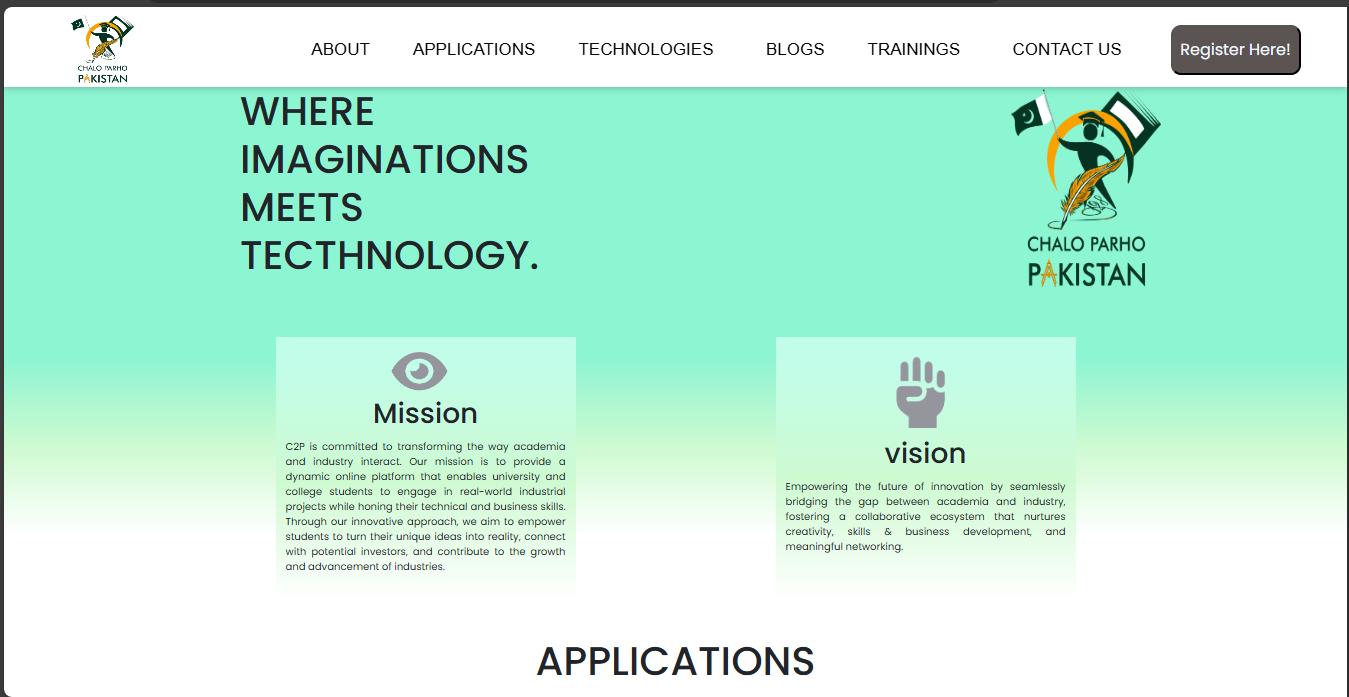 CHALO PARHO
PAKISTAN
ABOUT APPLICATIONS TECHNOLOGIES BLOGS TRAININGS CONTACT US Register Here!
WHERE
IMAGINATIONS
MEETS
TECTHNOLOGY.
CHALO PARHO
PAKISTAN
Mission
C2P is committed to transforming the way academia
and industry interact. Our mission is to provide a
dynamic online platform that enables university and
college students to engage in real-world industrial
projects while honing their technical and business skills.
Through our innovative approach, we aim to empower
students to turn their unique ideas into reality, connect
with potential investors, and contribute to the growth
and advancement of industries.
vision
Empowering the future of innovation by seamlessly
bridging the gap between academia and industry,
fostering a collaborative ecosystem that nurtures
creativity, skills & business development, and
meaningful networking.
APPLICATIONS